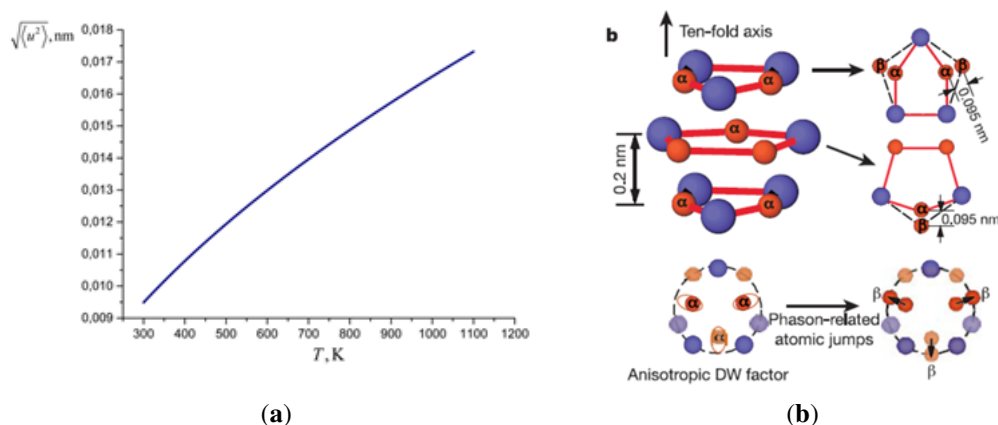 √⟨u²⟩, nm
0,018
0,017
0,016
0,015
0,014
0,013
0,012
0,011
0,010
0,009
300 400 500 600 700 800 900 1000 1100 1200
T, K
(a)
b
Ten-fold axis
α α
α
0.2 nm
α α
β α α β
0.095 nm
α
β
0.095 nm
α α
α
Anisotropic DW factor
Phason-related
atomic jumps
β β
β
(b)